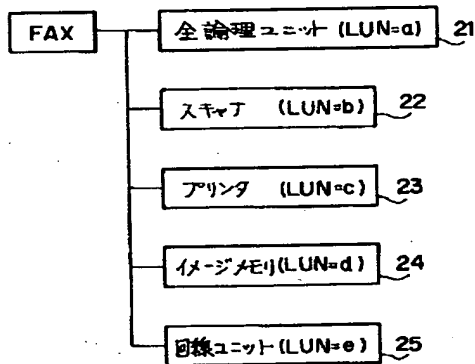 FAX
全論理ユニット (LUN=a) 21
スキャナ (LUN=b) 22
プリンタ (LUN=c) 23
イメージメモリ(LUN=d) 24
回線ユニット(LUN=e) 25